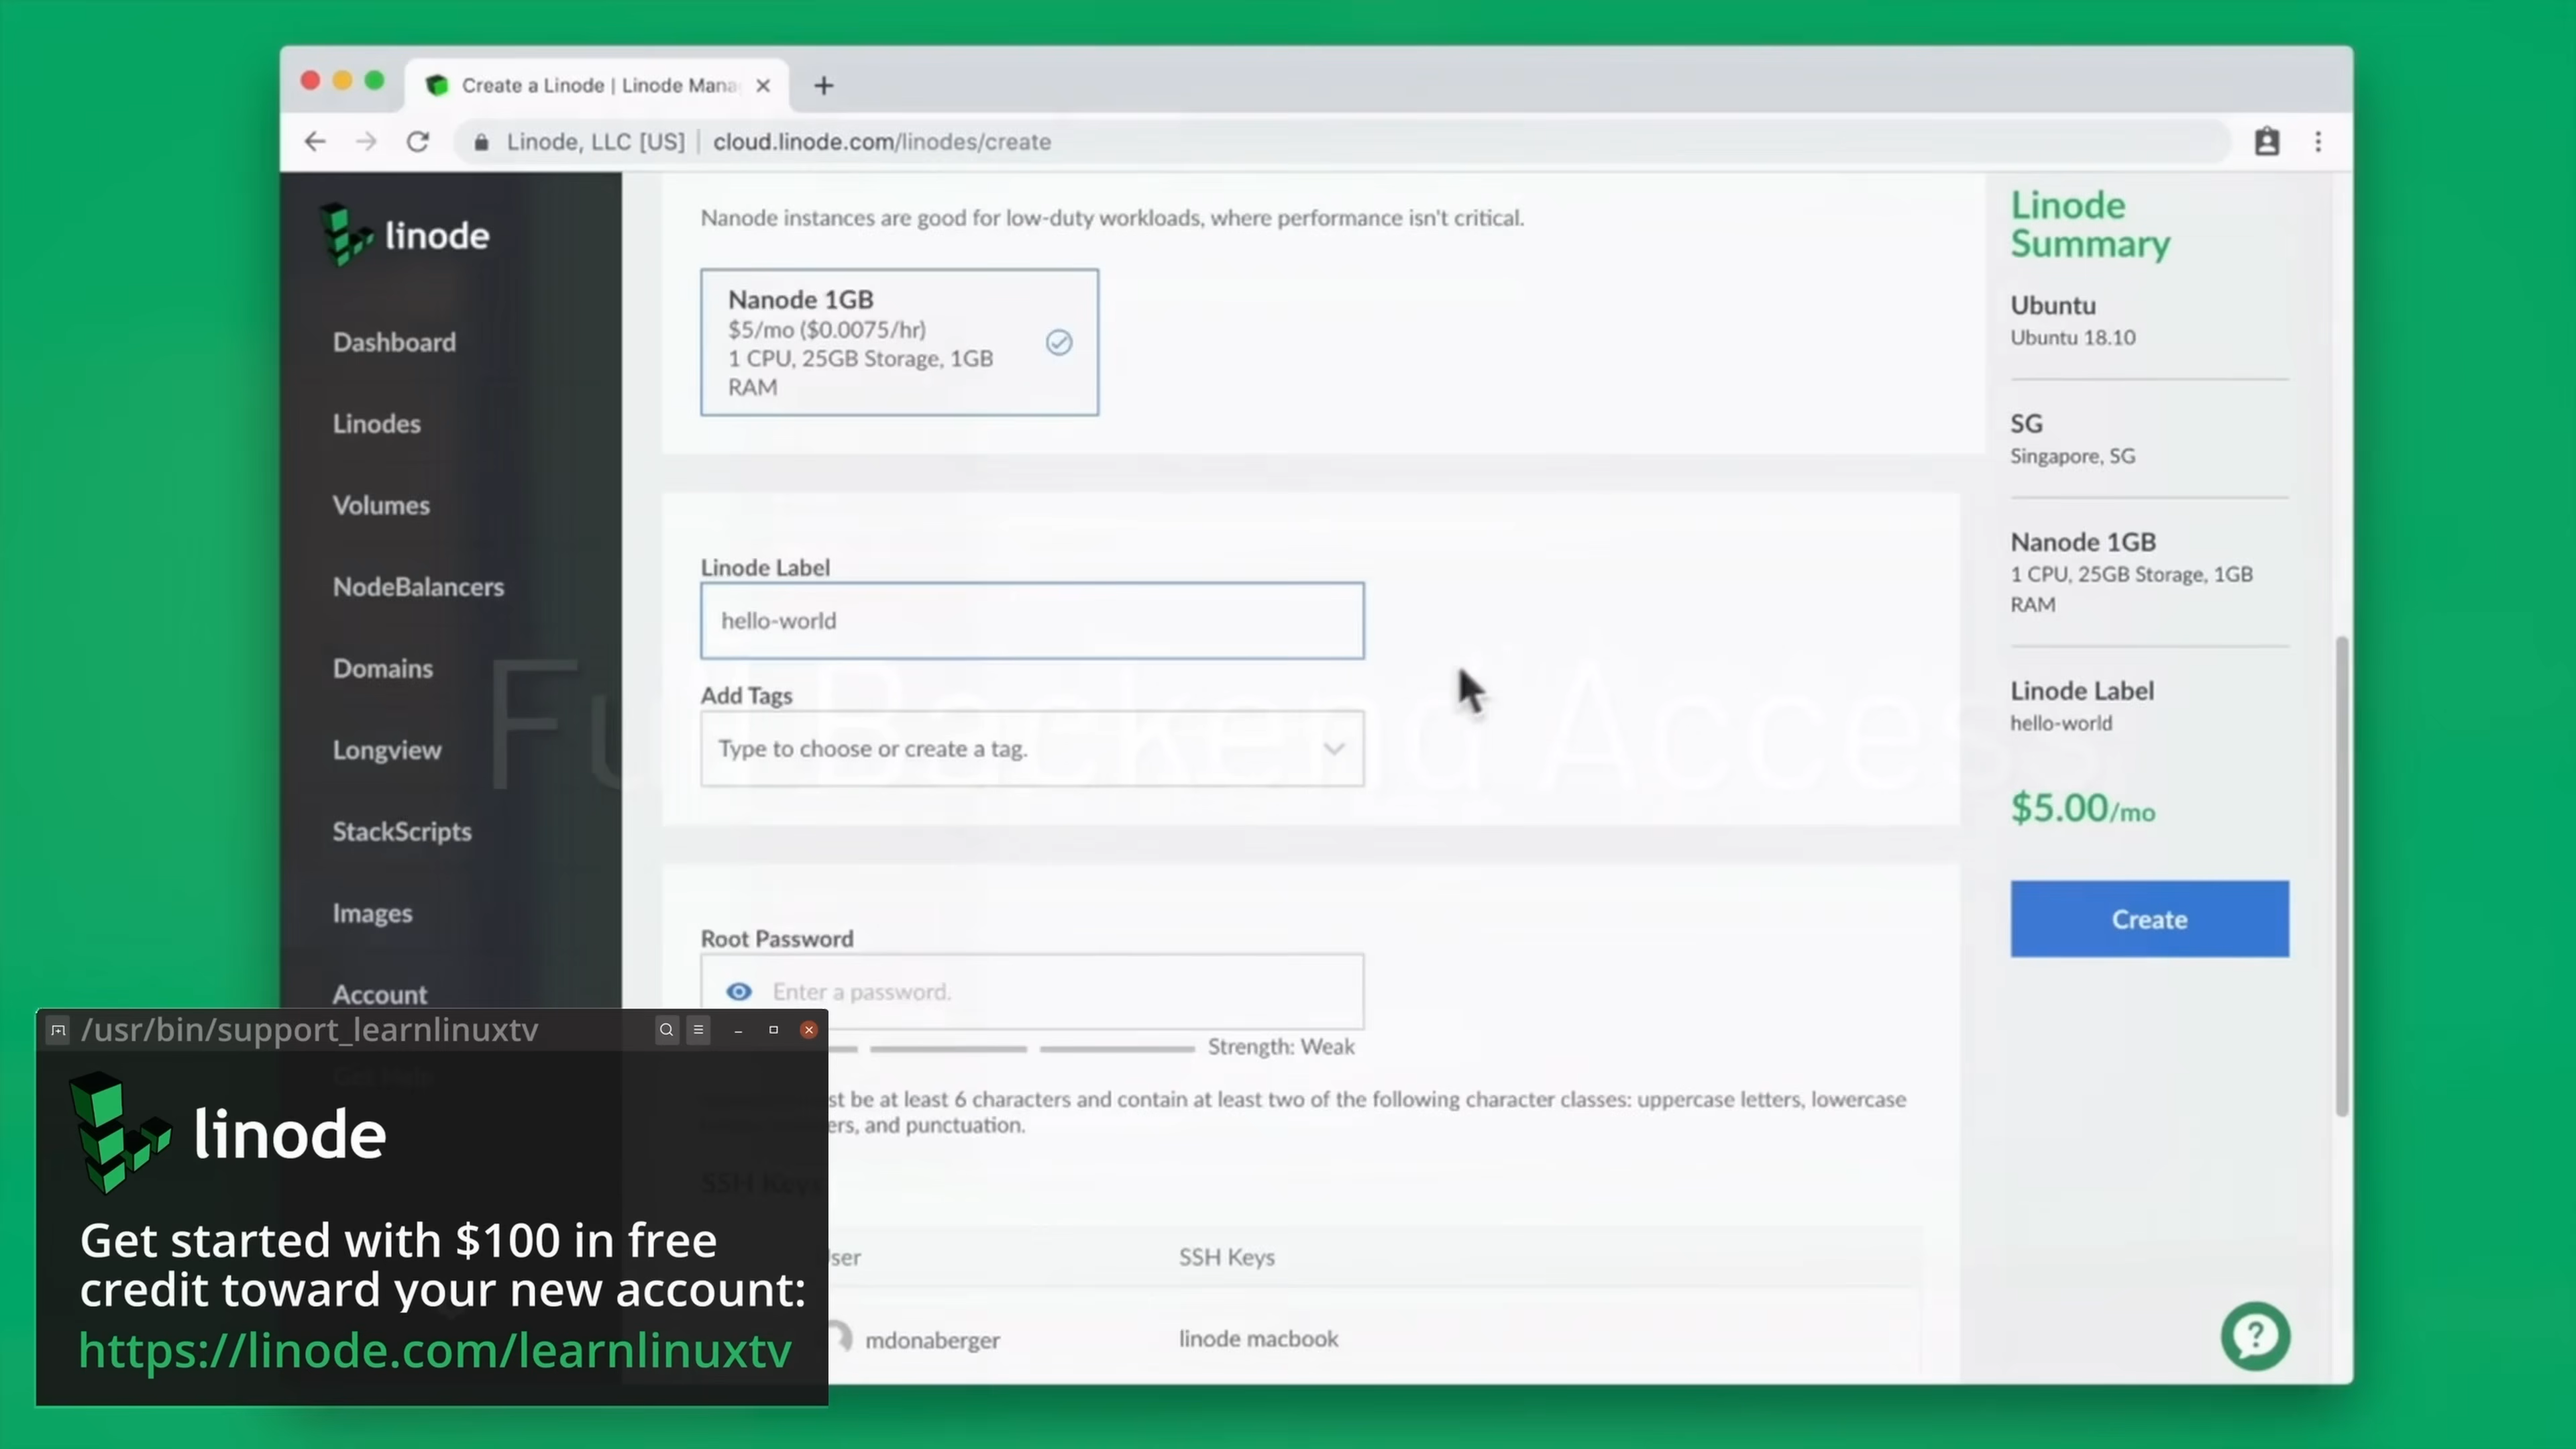 Create a Linode | Linode Mana
Linode, LLC [US] | cloud.linode.com/linodes/create
linode
Dashboard
Linodes
Volumes
NodeBalancers
Domains
Longview
StackScripts
Images
Account
Get Help
Nanode instances are good for low-duty workloads, where performance isn't critical.
Nanode 1GB
$5/mo ($0.0075/hr)
1 CPU, 25GB Storage, 1GB
RAM
Linode Label
hello-world
Full Backend Access
Add Tags
Type to choose or create a tag.
Root Password
Enter a password.
Strength: Weak
st be at least 6 characters and contain at least two of the following character classes: uppercase letters, lowercase
ers, and punctuation.
SSH Keys
ser
SSH Keys
mdonaberger
linode macbook
Linode
Summary
Ubuntu
Ubuntu 18.10
SG
Singapore, SG
Nanode 1GB
1 CPU, 25GB Storage, 1GB
RAM
Linode Label
hello-world
$5.00/mo
Create
/usr/bin/support_learnlinuxtv
linode
Get started with $100 in free
credit toward your new account:
https://linode.com/learnlinuxtv